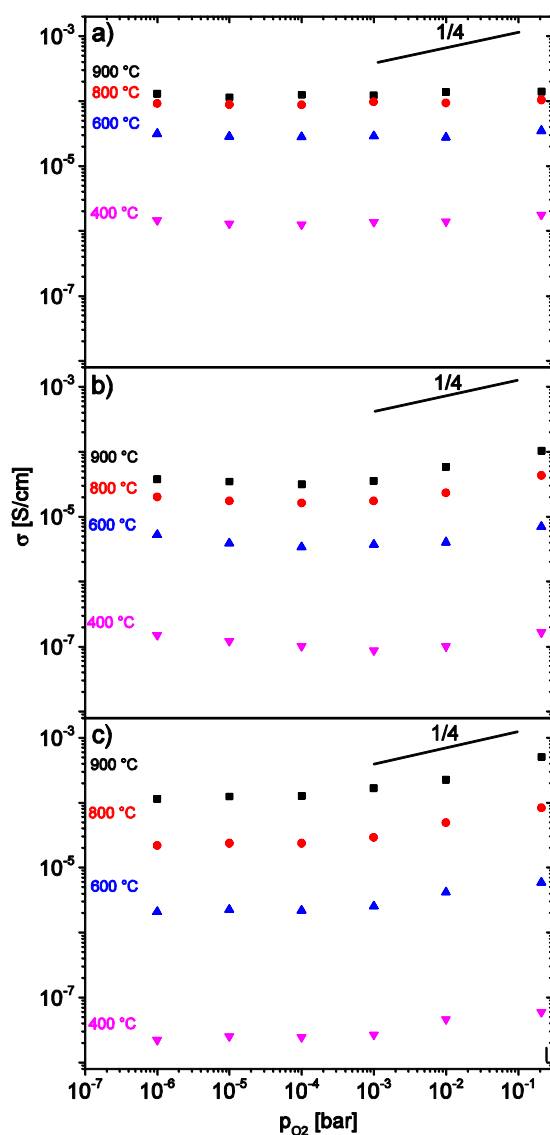 a)
1/4
10⁻³
900 °C
800 °C
600 °C
10⁻⁵
400 °C
10⁻⁷
b)
1/4
10⁻³
900 °C
800 °C
600 °C
10⁻⁵
400 °C
10⁻⁷
σ [S/cm]
c)
1/4
10⁻³
900 °C
800 °C
600 °C
10⁻⁵
400 °C
10⁻⁷
10⁻⁷ 10⁻⁶ 10⁻⁵ 10⁻⁴ 10⁻³ 10⁻² 10⁻¹
pO2 [bar]